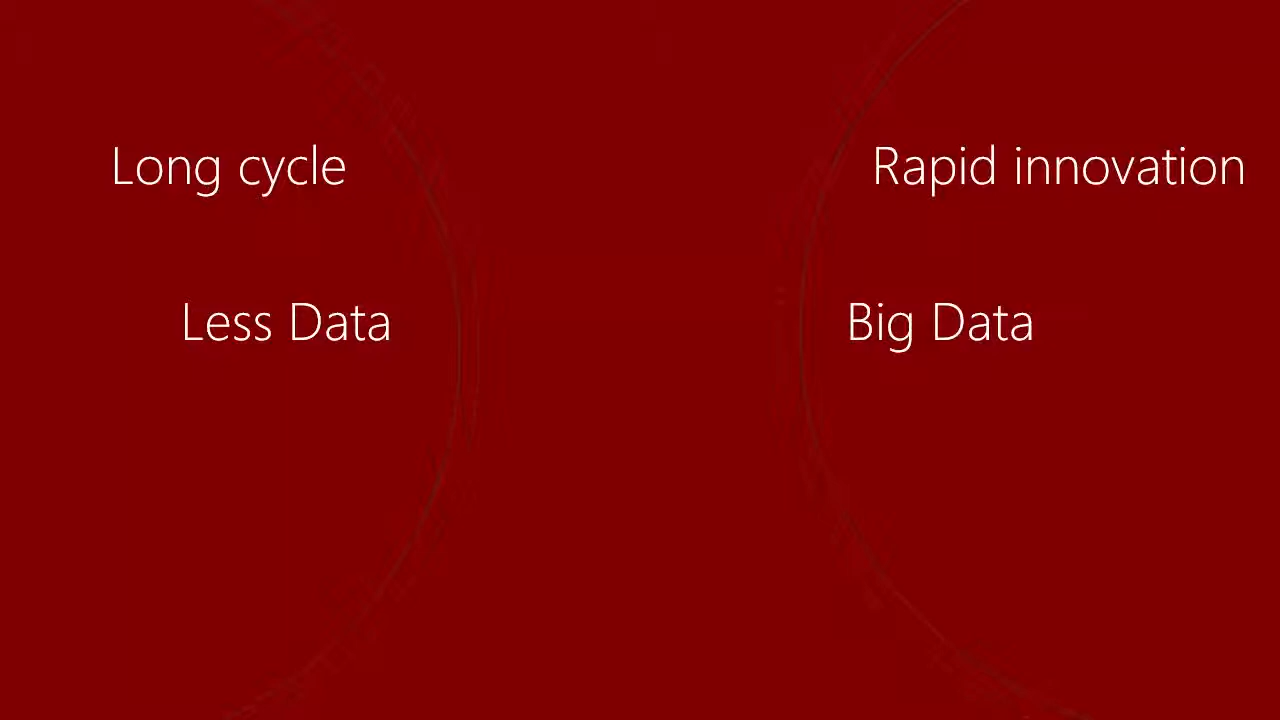 Long cycle
Rapid innovation
Less Data
Big Data